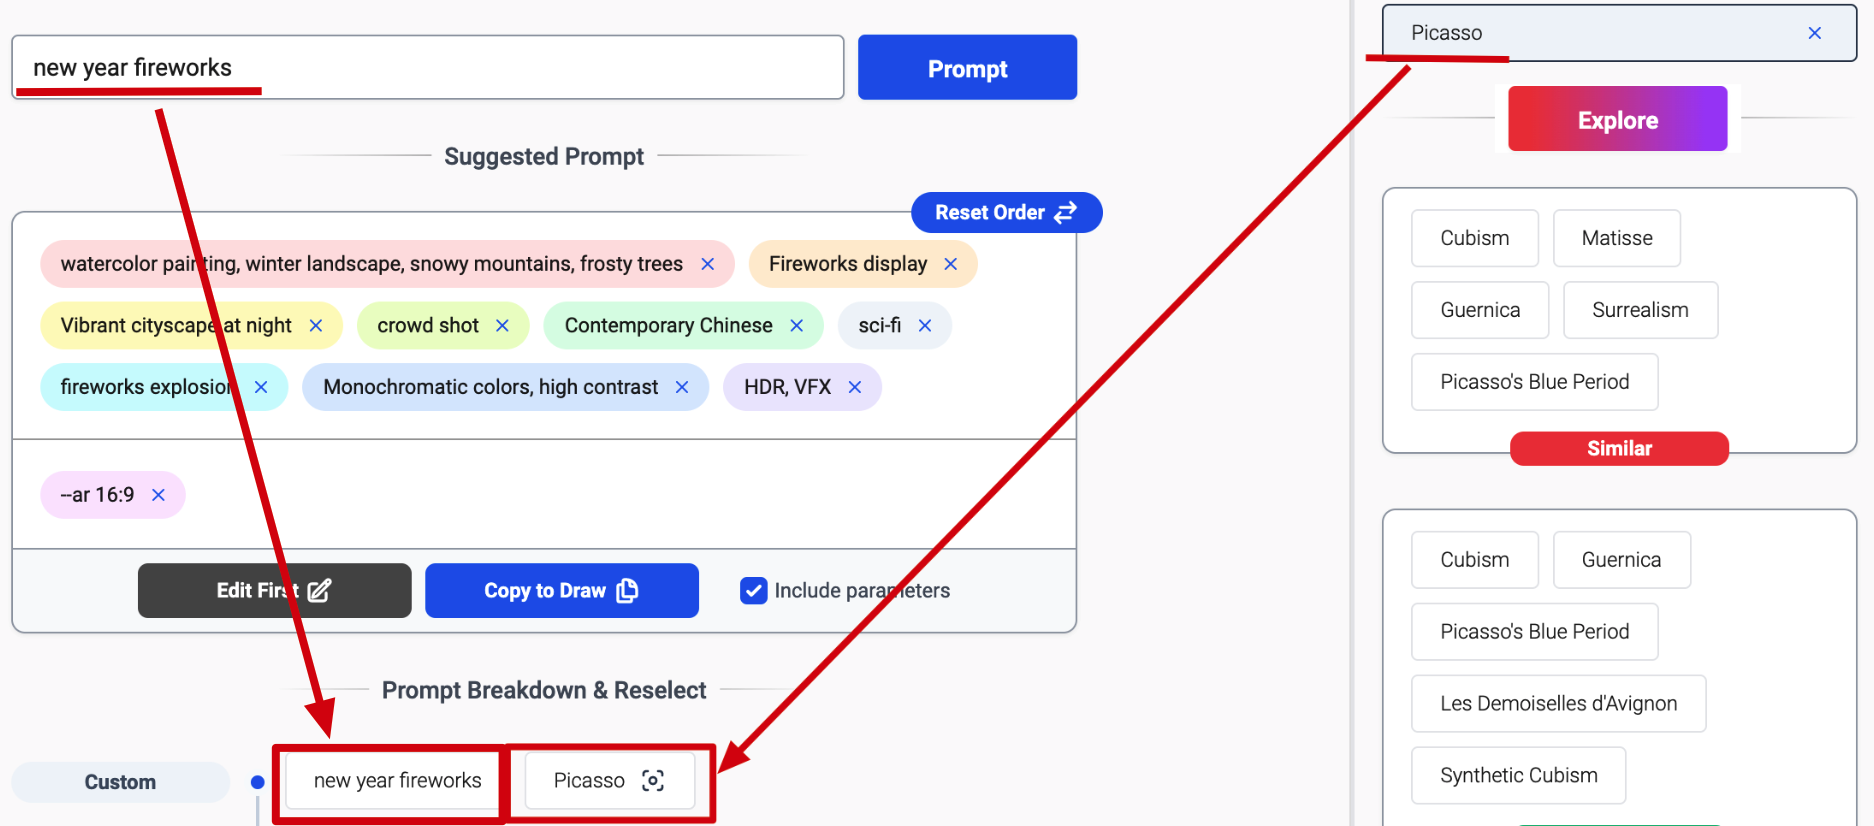 new year fireworks
Prompt
Suggested Prompt
Reset Order
watercolor painting, winter landscape, snowy mountains, frosty trees
Fireworks display
Vibrant cityscape at night
crowd shot
Contemporary Chinese
sci-fi
fireworks explosion
Monochromatic colors, high contrast
HDR, VFX
--ar 16:9
Edit First
Copy to Draw
Include parameters
Prompt Breakdown & Reselect
Custom
new year fireworks
Picasso
Picasso
Explore
Cubism
Matisse
Guernica
Surrealism
Picasso's Blue Period
Similar
Cubism
Guernica
Picasso's Blue Period
Les Demoiselles d'Avignon
Synthetic Cubism